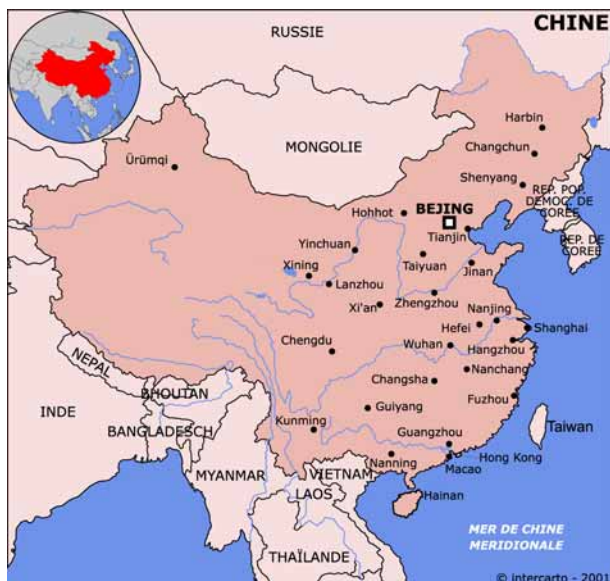 CHINE
RUSSIE
MONGOLIE
Harbin
Changchun
Shenyang
Ürümqi
REP. POP.
DEMOC. DE
COREE
REP. DE
COREE
Hohhot
BEJING
Tianjin
Yinchuan
Taiyuan
Jinan
Xining
Lanzhou
Zhengzhou
Xi'an
Nanjing
Hefei
Shanghai
Chengdu
Wuhan
Hangzhou
Nanchang
NEPAL
Changsha
BHOUTAN
Fuzhou
INDE
Guiyang
Kunming
BANGLADESCH
Guangzhou
Taiwan
Hong Kong
Nanning
Macao
MYANMAR
VIETNAM
LAOS
Hainan
MER DE CHINE
MERIDIONALE
THAÏLANDE
© intercarto - 2001